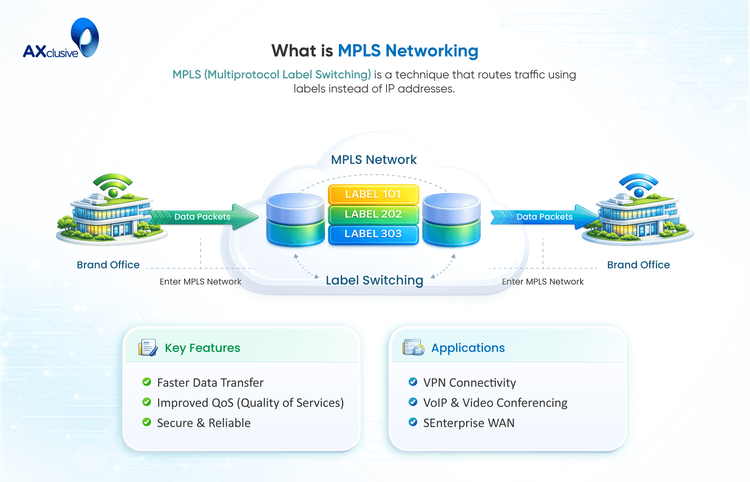 AXclusive
What is MPLS Networking
MPLS (Multiprotocol Label Switching) is a technique that routes traffic using
labels instead of IP addresses.
MPLS Network
LABEL 101
LABEL 202
LABEL 303
Data Packets
Data Packets
Brand Office
Brand Office
Enter MPLS Network
Label Switching
Enter MPLS Network
Key Features
Faster Data Transfer
Improved QoS (Quality of Services)
Secure & Reliable
Applications
VPN Connectivity
VoIP & Video Conferencing
SEnterprise WAN